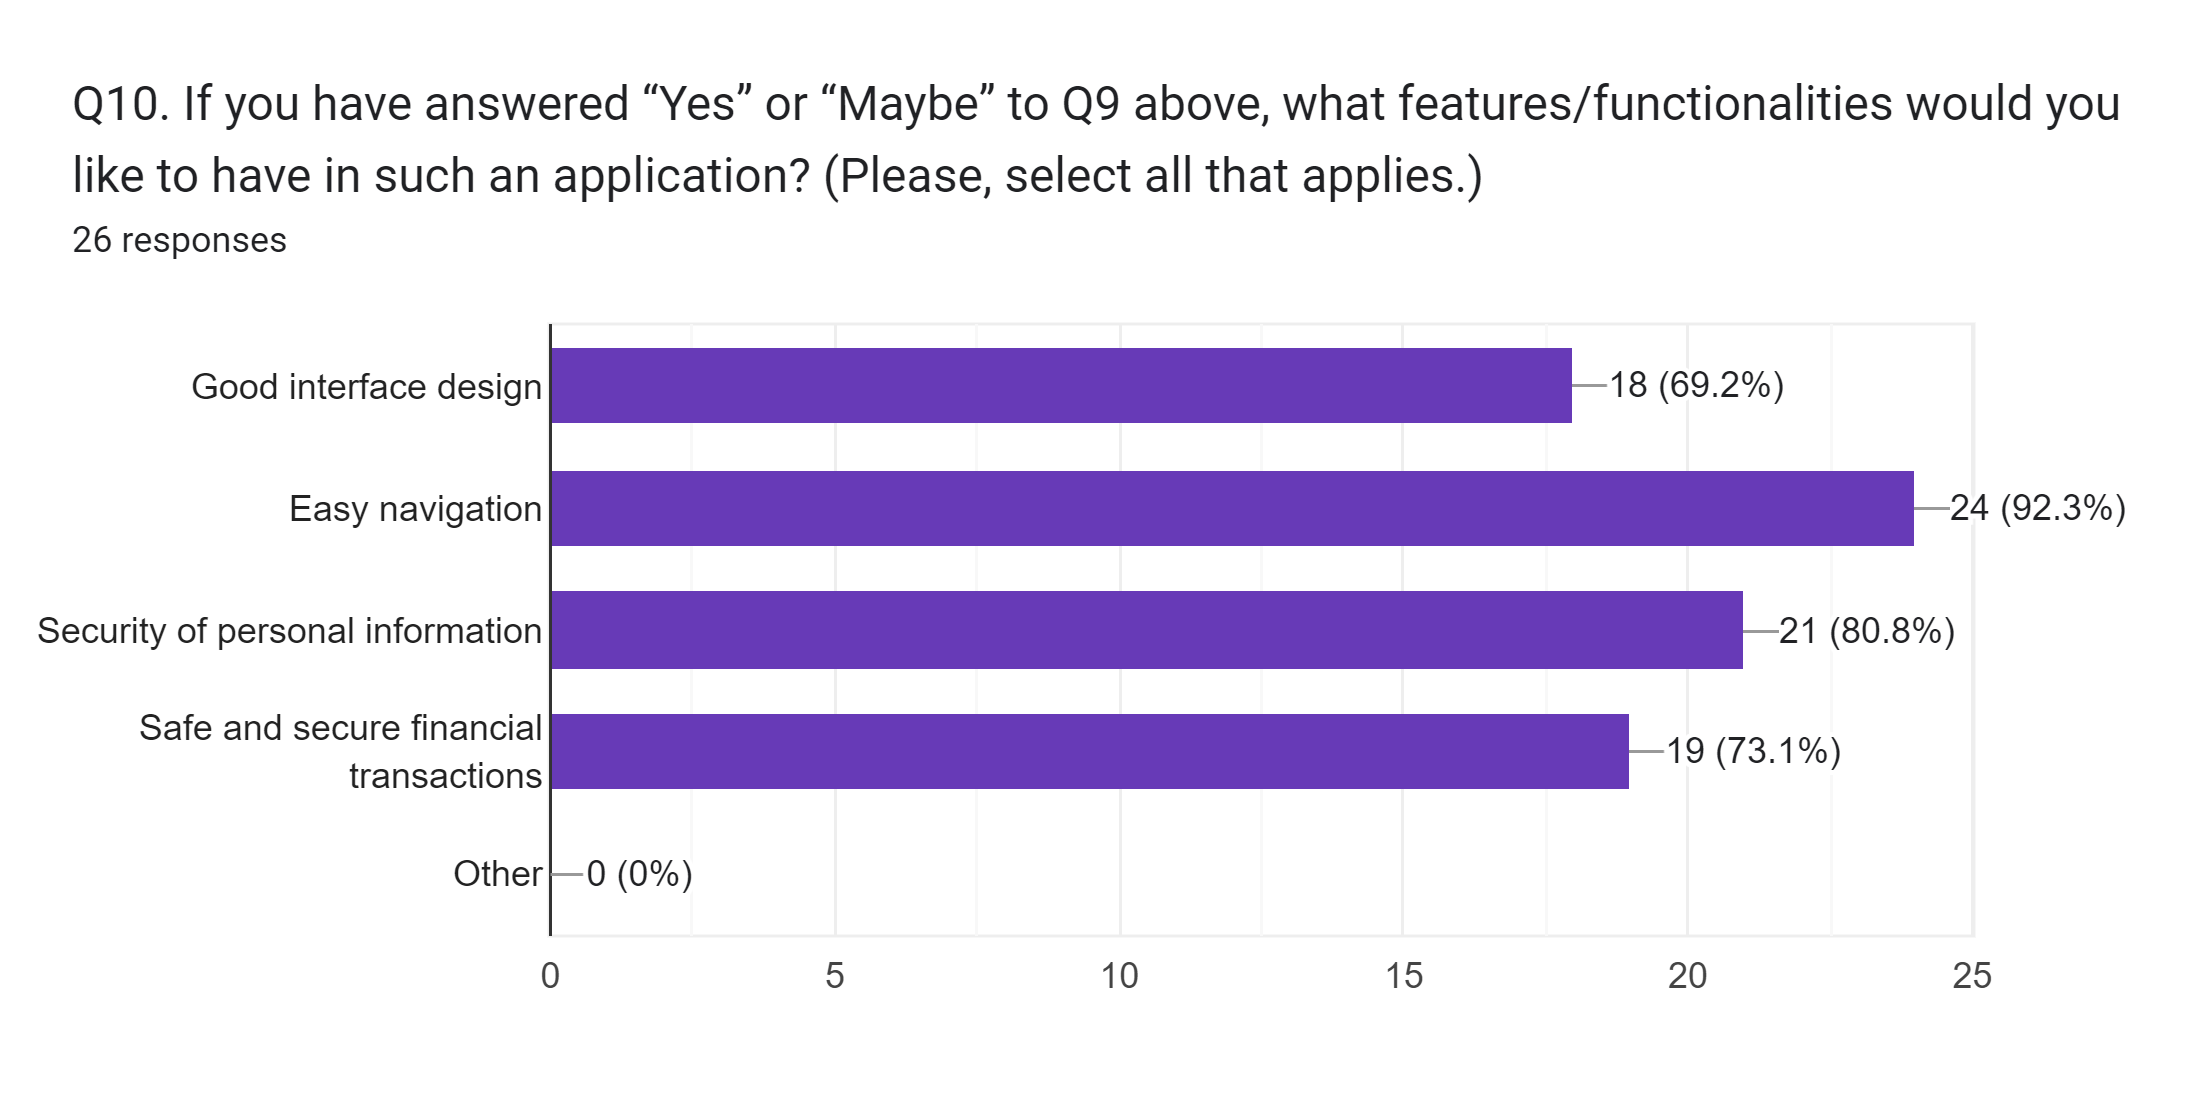 Q10. If you have answered “Yes” or “Maybe” to Q9 above, what features/functionalities would you
like to have in such an application? (Please, select all that applies.)
26 responses
Good interface design
18 (69.2%)
Easy navigation
24 (92.3%)
Security of personal information
21 (80.8%)
Safe and secure financial
transactions
19 (73.1%)
Other
0 (0%)
0 5 10 15 20 25